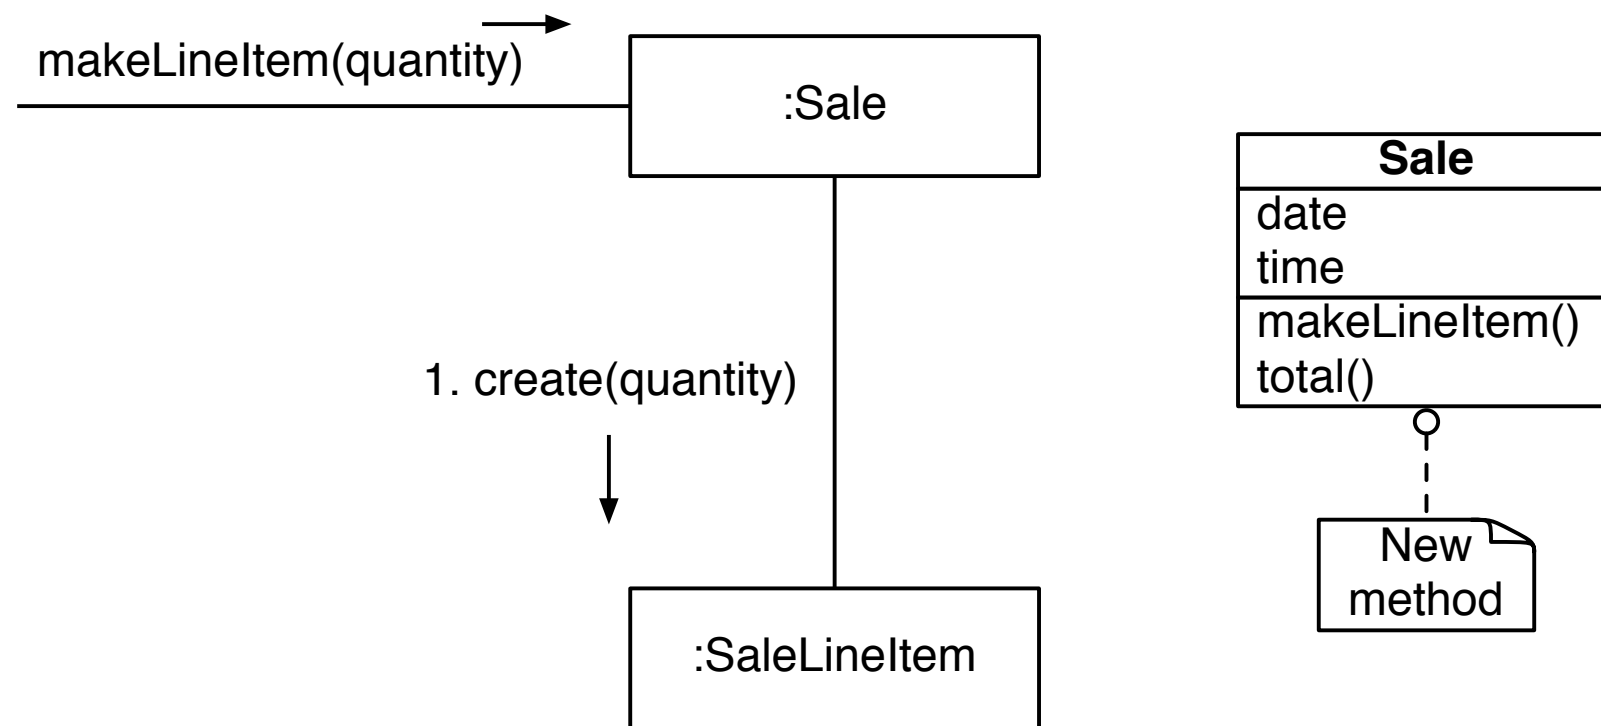 makeLineItem(quantity)
:Sale
1. create(quantity)
:SaleLineItem
Sale
date
time
makeLineItem()
total()
New
method